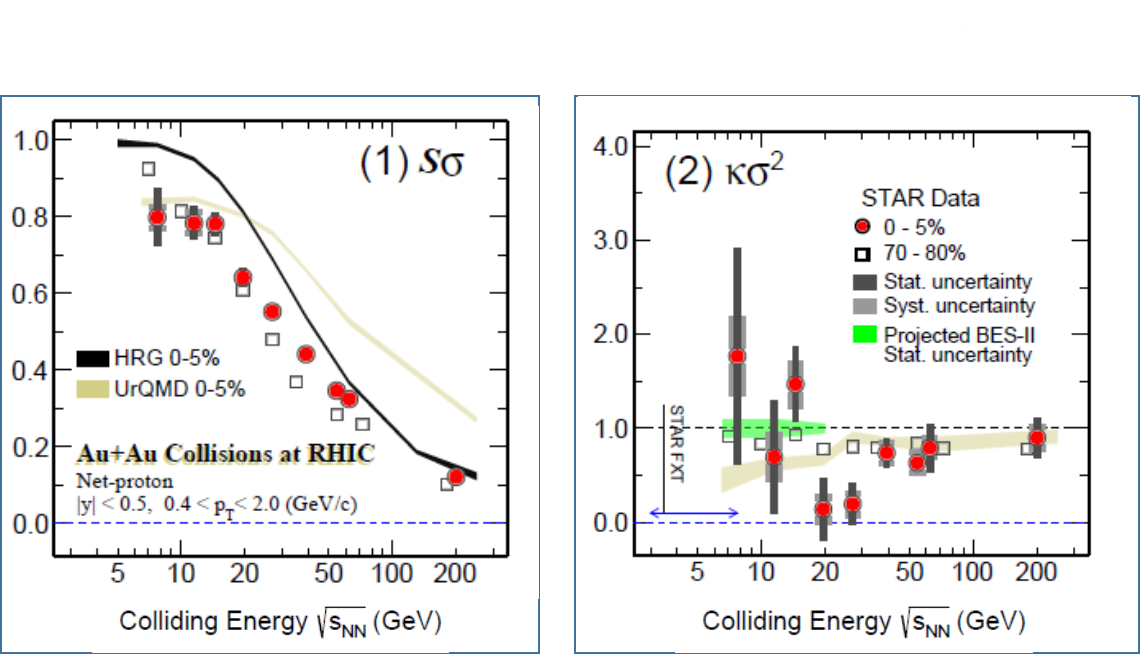 (1) Sσ
1.0
0.8
0.6
0.4
0.2
0.0
HRG 0-5%
UrQMD 0-5%
Au+Au Collisions at RHIC
Net-proton
|y| < 0.5, 0.4 < p_T < 2.0 (GeV/c)
5 10 20 50 100 200
Colliding Energy √s_NN (GeV)
(2) κσ²
4.0
3.0
2.0
1.0
0.0
STAR Data
0 - 5%
70 - 80%
Stat. uncertainty
Syst. uncertainty
Projected BES-II
Stat. uncertainty
STAR FXT
5 10 20 50 100 200
Colliding Energy √s_NN (GeV)